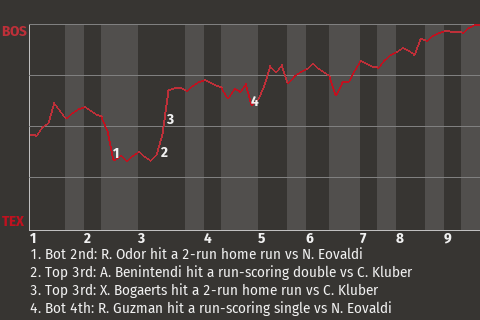 BOS
1
2
3
4
TEX
1 2 3 4 5 6 7 8 9
1. Bot 2nd: R. Odor hit a 2-run home run vs N. Eovaldi
2. Top 3rd: A. Benintendi hit a run-scoring double vs C. Kluber
3. Top 3rd: X. Bogaerts hit a 2-run home run vs C. Kluber
4. Bot 4th: R. Guzman hit a run-scoring single vs N. Eovaldi